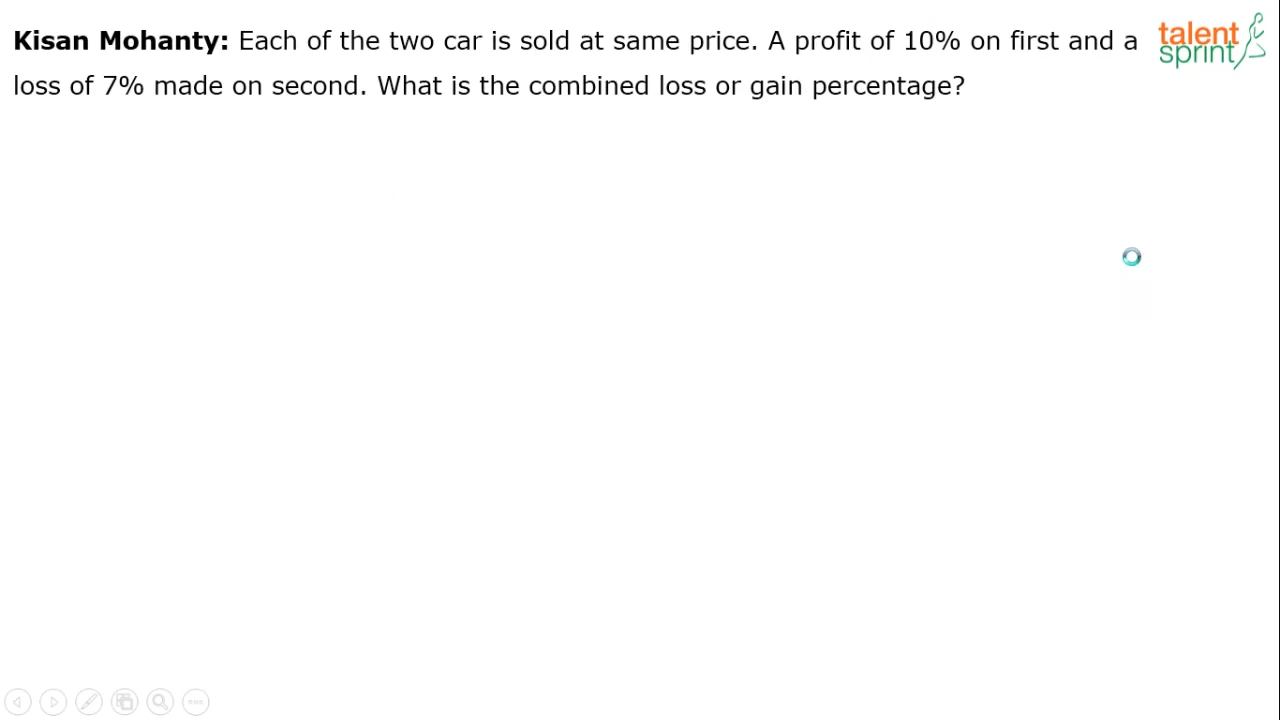 Kisan Mohanty: Each of the two car is sold at same price. A profit of 10% on first and a
loss of 7% made on second. What is the combined loss or gain percentage?
talent
sprint